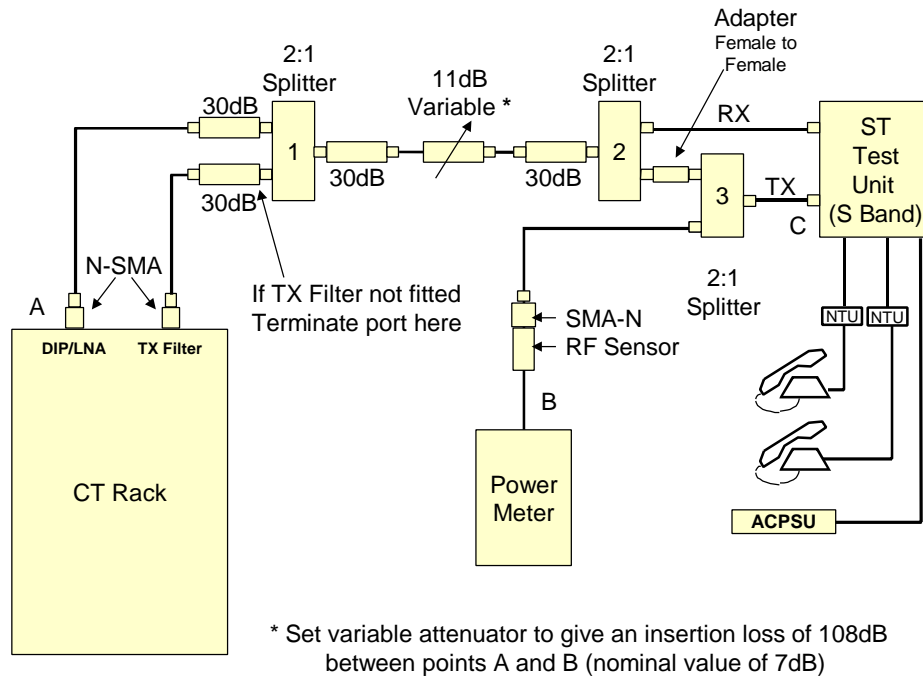 Adapter
Female to
Female
2:1
Splitter
2:1
Splitter
11dB
Variable *
30dB
RX
ST
Test
Unit
(S Band)
1
2
30dB
30dB
30dB
3
TX
C
N-SMA
A
If TX Filter not fitted
Terminate port here
2:1
Splitter
SMA-N
RF Sensor
NTU
NTU
DIP/LNA
TX Filter
B
CT Rack
Power
Meter
ACPSU
* Set variable attenuator to give an insertion loss of 108dB
between points A and B (nominal value of 7dB)